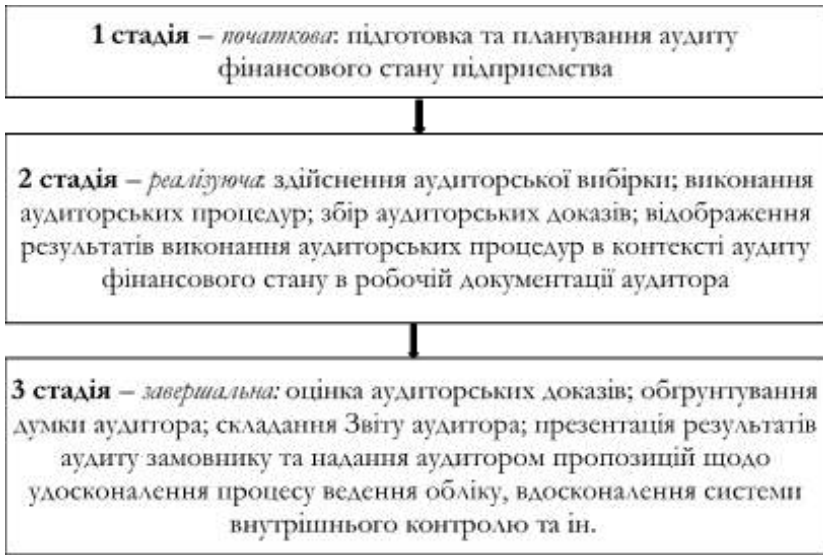 1 стадія – початкова: підготовка та планування аудиту
фінансового стану підприємства
2 стадія – реалізуюча: здійснення аудиторської вибірки; виконання
аудиторських процедур; збір аудиторських доказів; відображення
результатів виконання аудиторських процедур в контексті аудиту
фінансового стану в робочій документації аудитора
3 стадія – завершальна: оцінка аудиторських доказів; обґрунтування
думки аудитора; складання Звіту аудитора; презентація результатів
аудиту замовнику та надання аудитором пропозицій щодо
удосконалення процесу ведення обліку, вдосконалення системи
внутрішнього контролю та ін.